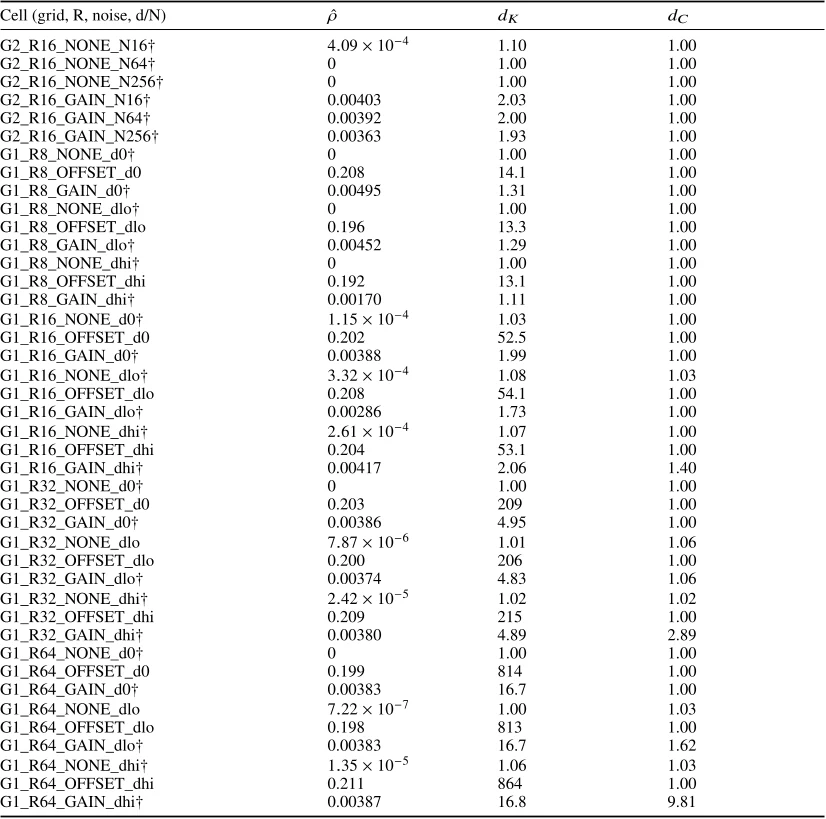 Cell (grid, R, noise, d/N) ρ̂ d_K d_C
G2_R16_NONE_N16† 4.09 × 10⁻⁴ 1.10 1.00
G2_R16_NONE_N64† 0 1.00 1.00
G2_R16_NONE_N256† 0 1.00 1.00
G2_R16_GAIN_N16† 0.00403 2.03 1.00
G2_R16_GAIN_N64† 0.00392 2.00 1.00
G2_R16_GAIN_N256† 0.00363 1.93 1.00
G1_R8_NONE_d0† 0 1.00 1.00
G1_R8_OFFSET_d0 0.208 14.1 1.00
G1_R8_GAIN_d0† 0.00495 1.31 1.00
G1_R8_NONE_dlo† 0 1.00 1.00
G1_R8_OFFSET_dlo 0.196 13.3 1.00
G1_R8_GAIN_dlo† 0.00452 1.29 1.00
G1_R8_NONE_dhi† 0 1.00 1.00
G1_R8_OFFSET_dhi 0.192 13.1 1.00
G1_R8_GAIN_dhi† 0.00170 1.11 1.00
G1_R16_NONE_d0† 1.15 × 10⁻⁴ 1.03 1.00
G1_R16_OFFSET_d0 0.202 52.5 1.00
G1_R16_GAIN_d0† 0.00388 1.99 1.00
G1_R16_NONE_dlo† 3.32 × 10⁻⁴ 1.08 1.03
G1_R16_OFFSET_dlo 0.208 54.1 1.00
G1_R16_GAIN_dlo† 0.00286 1.73 1.00
G1_R16_NONE_dhi† 2.61 × 10⁻⁴ 1.07 1.00
G1_R16_OFFSET_dhi 0.204 53.1 1.00
G1_R16_GAIN_dhi† 0.00417 2.06 1.40
G1_R32_NONE_d0† 0 1.00 1.00
G1_R32_OFFSET_d0 0.203 209 1.00
G1_R32_GAIN_d0† 0.00386 4.95 1.00
G1_R32_NONE_dlo 7.87 × 10⁻⁶ 1.01 1.06
G1_R32_OFFSET_dlo 0.200 206 1.00
G1_R32_GAIN_dlo† 0.00374 4.83 1.06
G1_R32_NONE_dhi† 2.42 × 10⁻⁵ 1.02 1.02
G1_R32_OFFSET_dhi 0.209 215 1.00
G1_R32_GAIN_dhi† 0.00380 4.89 2.89
G1_R64_NONE_d0† 0 1.00 1.00
G1_R64_OFFSET_d0 0.199 814 1.00
G1_R64_GAIN_d0† 0.00383 16.7 1.00
G1_R64_NONE_dlo 7.22 × 10⁻⁷ 1.00 1.03
G1_R64_OFFSET_dlo 0.198 813 1.00
G1_R64_GAIN_dlo† 0.00383 16.7 1.62
G1_R64_NONE_dhi† 1.35 × 10⁻⁵ 1.06 1.03
G1_R64_OFFSET_dhi 0.211 864 1.00
G1_R64_GAIN_dhi† 0.00387 16.8 9.81